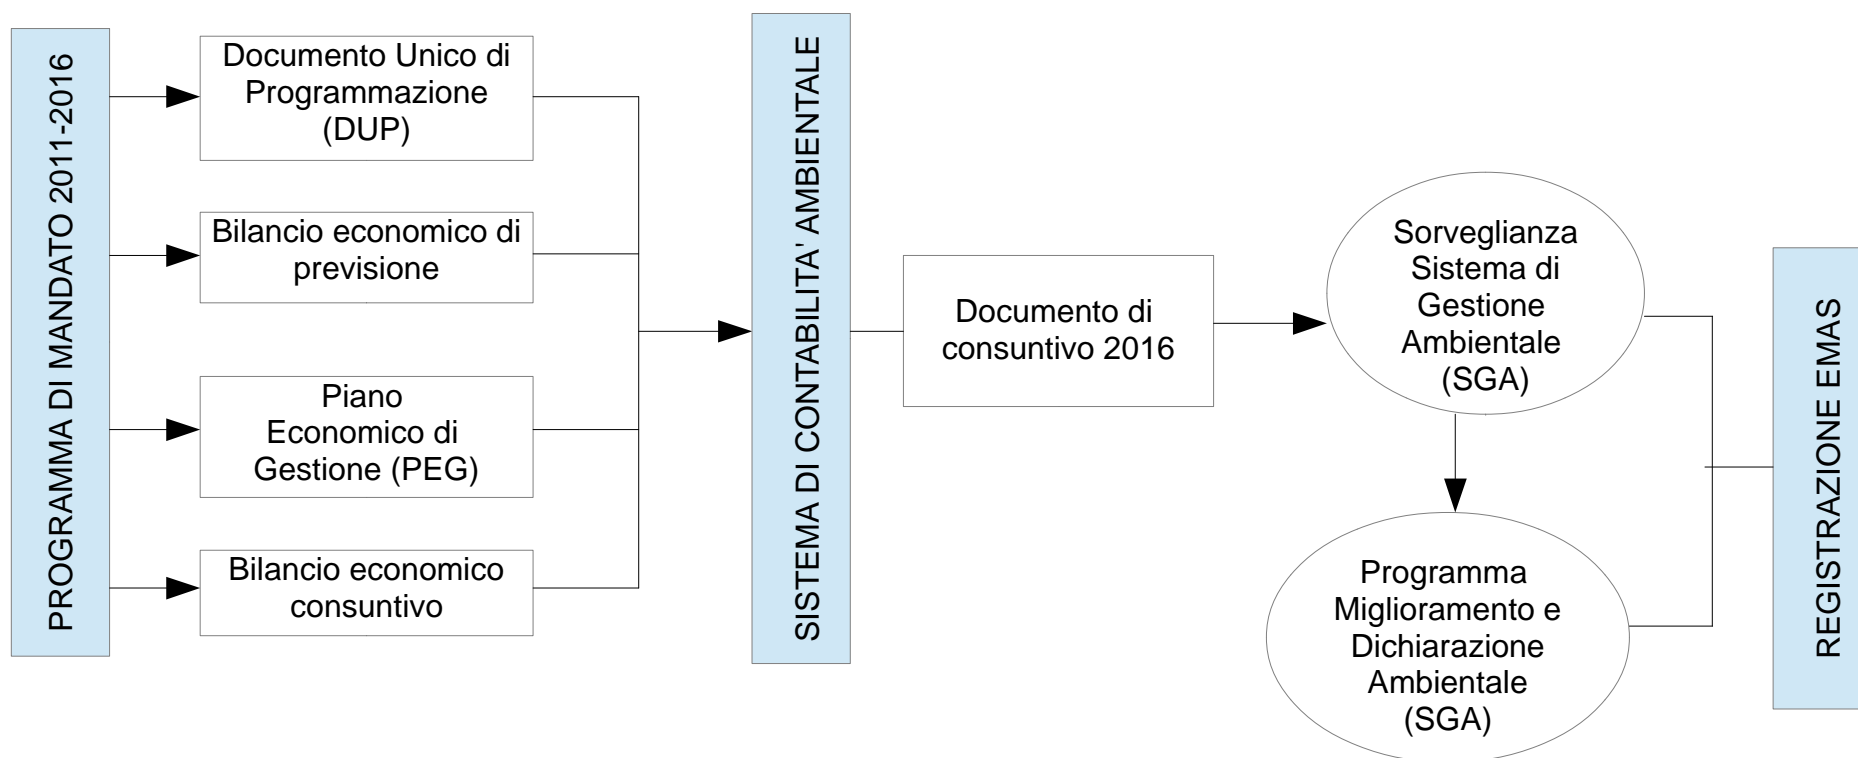 PROGRAMMA DI MANDATO 2011-2016
Documento Unico di
Programmazione
(DUP)
Bilancio economico di
previsione
Piano
Economico di
Gestione (PEG)
Bilancio economico
consuntivo
SISTEMA DI CONTABILITA' AMBIENTALE
Documento di
consuntivo 2016
Sorveglianza
Sistema di
Gestione
Ambientale
(SGA)
Programma
Miglioramento e
Dichiarazione
Ambientale
(SGA)
REGISTRAZIONE EMAS